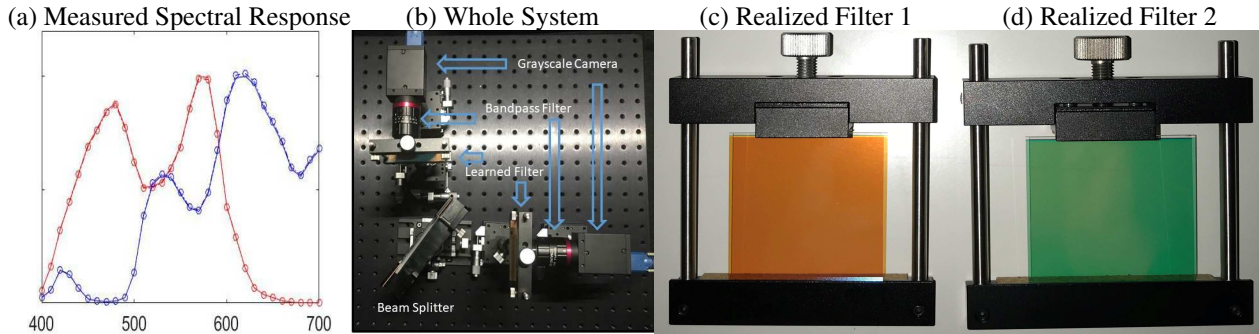 (a) Measured Spectral Response
(b) Whole System
(c) Realized Filter 1
(d) Realized Filter 2
400
500
600
700
Grayscale Camera
Bandpass Filter
Learned Filter
Beam Splitter